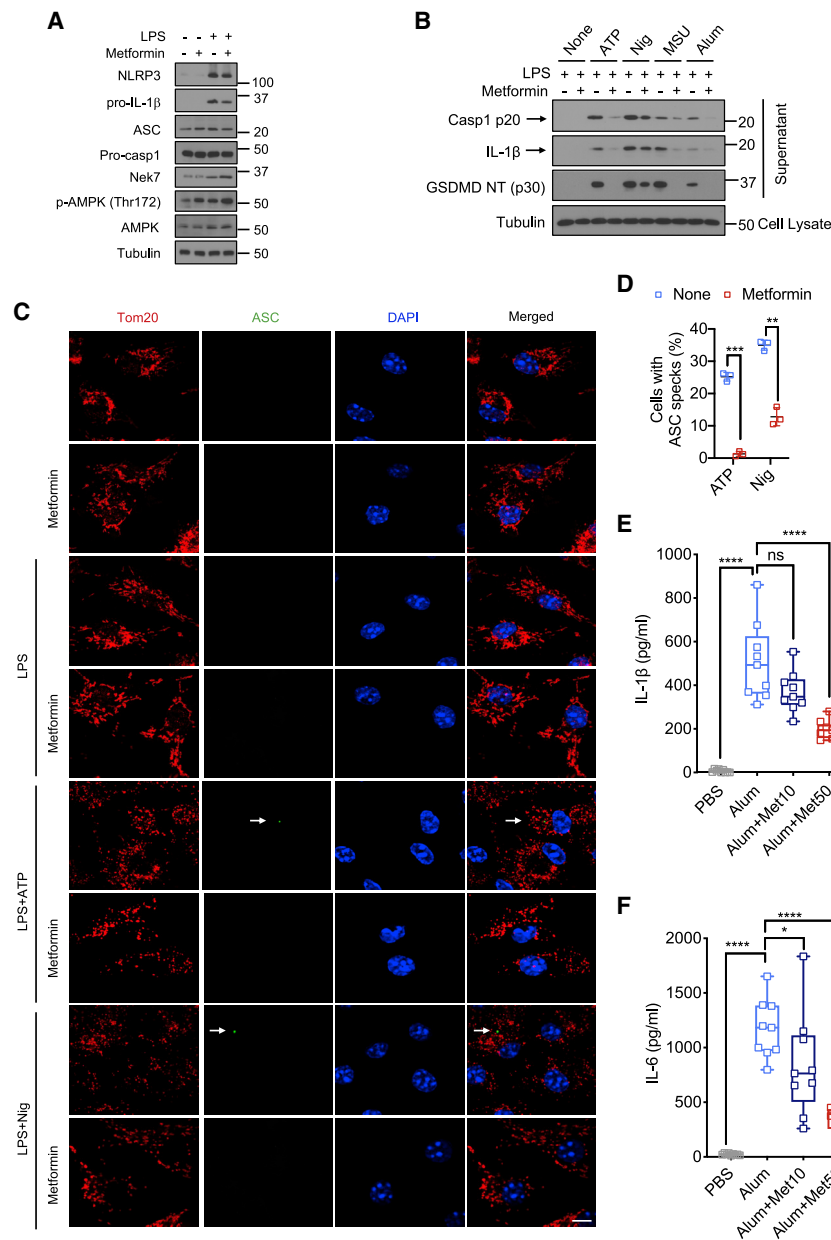 A
LPS - - + +
Metformin - + - +
NLRP3 100
pro-IL-1β 37
ASC 20
Pro-casp1 50
Nek7 37
p-AMPK (Thr172) 50
AMPK 50
Tubulin 50
B
None ATP Nig MSU Alum
LPS + + + + + + + + + +
Metformin - + - + - + - + - +
Casp1 p20 20
IL-1β 20
GSDMD NT (p30) 37
Supernatant
Tubulin 50 Cell Lysate
C
Tom20 ASC DAPI Merged
Metformin
LPS
Metformin
LPS+ATP
Metformin
LPS+Nig
Metformin
D
None Metformin
Cells with
ASC specks (%)
40
30
20
10
0
*** **
ATP Nig
E
IL-1β (pg/ml)
1000
800
600
400
200
0
****
ns
****
PBS Alum Alum+Met10 Alum+Met50
F
IL-6 (pg/ml)
2000
1500
1000
500
0
****
*
****
PBS Alum Alum+Met10